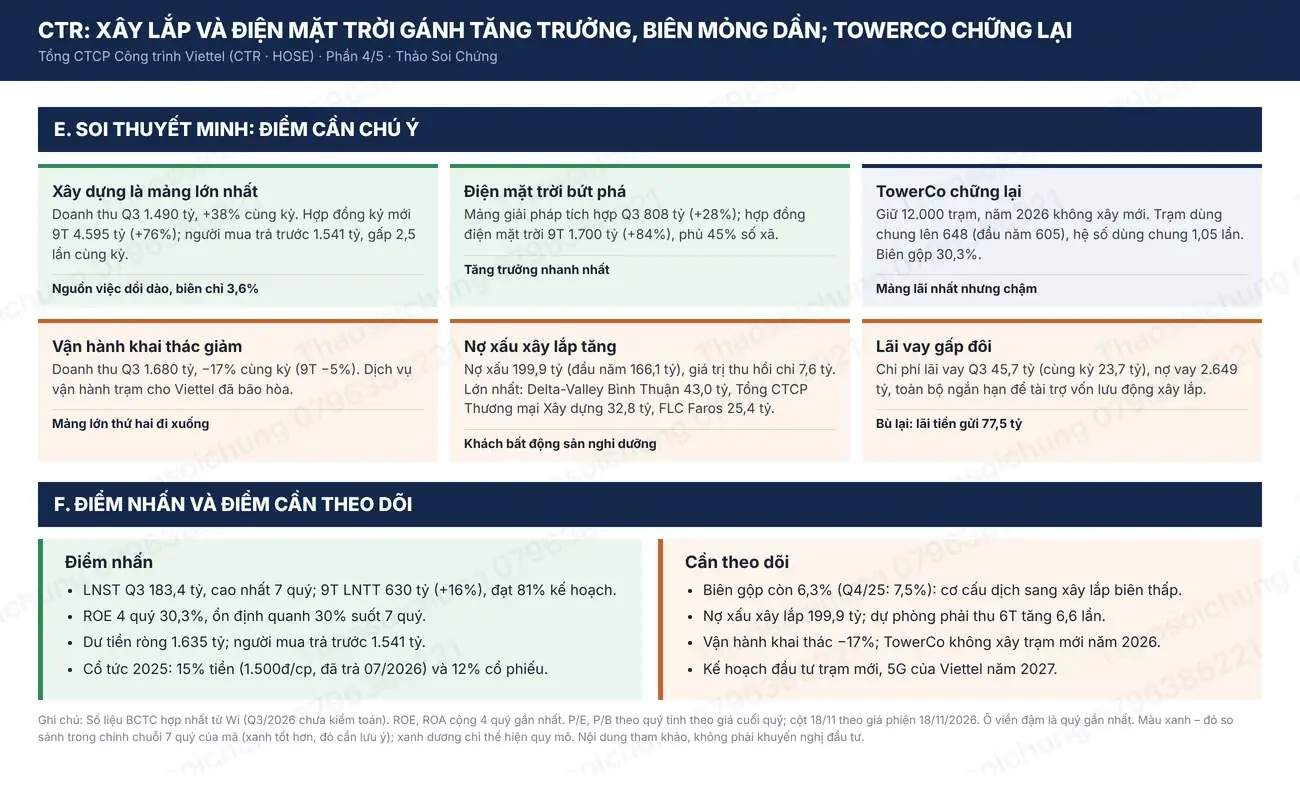 CTR: XÂY LẮP VÀ ĐIỆN MẶT TRỜI GÁNH TĂNG TRƯỞNG, BIÊN MỎNG DẦN; TOWERCO CHỮNG LẠI
Tổng CTCP Công trình Viettel (CTR · HOSE) · Phần 4/5 · Thảo Soi Chứng
E. SOI THUYẾT MINH: ĐIỂM CẦN CHÚ Ý
Xây dựng là mảng lớn nhất
Doanh thu Q3 1.490 tỷ, +38% cùng kỳ. Hợp đồng ký mới
9T 4.595 tỷ (+76%); người mua trả trước 1.541 tỷ, gấp 2,5
lần cùng kỳ.
Nguồn việc dồi dào, biên chỉ 3,6%
Điện mặt trời bứt phá
Mảng giải pháp tích hợp Q3 808 tỷ (+28%); hợp đồng
điện mặt trời 9T 1.700 tỷ (+84%), phủ 45% số xã.
Tăng trưởng nhanh nhất
TowerCo chững lại
Giữ 12.000 trạm, năm 2026 không xây mới. Trạm dùng
chung lên 648 (đầu năm 605), hệ số dùng chung 1,05 lần.
Biên gộp 30,3%.
Mảng lãi nhất nhưng chậm
Vận hành khai thác giảm
Doanh thu Q3 1.680 tỷ, −17% cùng kỳ (9T −5%). Dịch vụ
vận hành trạm cho Viettel đã bão hòa.
Mảng lớn thứ hai đi xuống
Nợ xấu xây lắp tăng
Nợ xấu 199,9 tỷ (đầu năm 166,1 tỷ), giá trị thu hồi chỉ 7,6 tỷ.
Lớn nhất: Delta-Valley Bình Thuận 43,0 tỷ, Tổng CTCP
Thương mại Xây dựng 32,8 tỷ, FLC Faros 25,4 tỷ.
Khách bất động sản nghỉ dưỡng
Lãi vay gấp đôi
Chi phí lãi vay Q3 45,7 tỷ (cùng kỳ 23,7 tỷ), nợ vay 2.649
tỷ, toàn bộ ngắn hạn để tài trợ vốn lưu động xây lắp.
Bù lại: lãi tiền gửi 77,5 tỷ
F. ĐIỂM NHẤN VÀ ĐIỂM CẦN THEO DÕI
Điểm nhấn
• LNST Q3 183,4 tỷ, cao nhất 7 quý; 9T LNTT 630 tỷ (+16%), đạt 81% kế hoạch.
• ROE 4 quý 30,3%, ổn định quanh 30% suốt 7 quý.
• Dư tiền ròng 1.635 tỷ; người mua trả trước 1.541 tỷ.
• Cổ tức 2025: 15% tiền (1.500đ/cp, đã trả 07/2026) và 12% cổ phiếu.
Cần theo dõi
• Biên gộp còn 6,3% (Q4/25: 7,5%): cơ cấu dịch sang xây lắp biên thấp.
• Nợ xấu xây lắp 199,9 tỷ; dự phòng phải thu 6T tăng 6,6 lần.
• Vận hành khai thác −17%; TowerCo không xây trạm mới năm 2026.
• Kế hoạch đầu tư trạm mới, 5G của Viettel năm 2027.
Ghi chú: Số liệu BCTC hợp nhất từ Wi (Q3/2026 chưa kiểm toán). ROE, ROA cộng 4 quý gần nhất. P/E, P/B theo quý tính theo giá cuối quý; cột 18/11 theo giá phiên 18/11/2026. Ô viền đậm là quý gần nhất. Màu xanh – đỏ so
sánh trong chính chuỗi 7 quý của mã (xanh tốt hơn, đỏ cần lưu ý); xanh dương chỉ thể hiện quy mô. Nội dung tham khảo, không phải khuyến nghị đầu tư.
Thaosoichung 0796386221